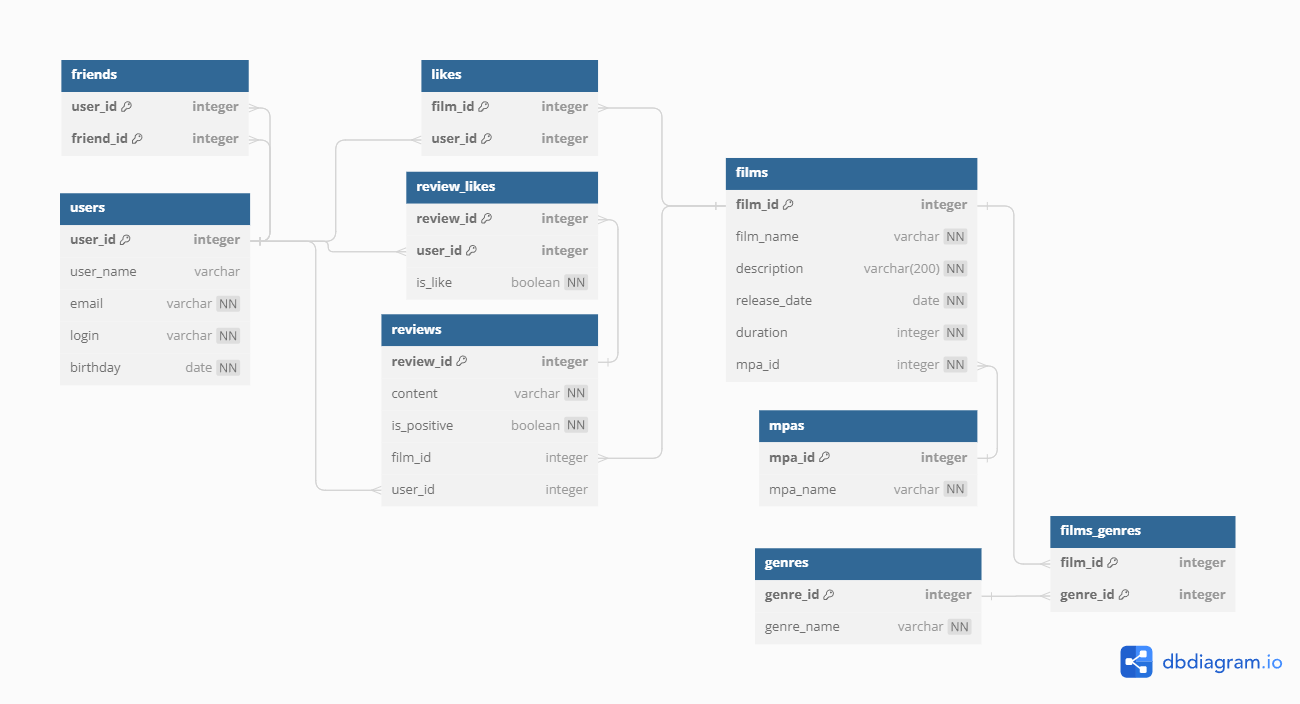 friends
user_id integer
friend_id integer
users
user_id integer
user_name varchar
email varchar NN
login varchar NN
birthday date NN
likes
film_id integer
user_id integer
review_likes
review_id integer
user_id integer
is_like boolean NN
reviews
review_id integer
content varchar NN
is_positive boolean NN
film_id integer
user_id integer
films
film_id integer
film_name varchar NN
description varchar(200) NN
release_date date NN
duration integer NN
mpa_id integer NN
mpas
mpa_id integer
mpa_name varchar NN
genres
genre_id integer
genre_name varchar NN
films_genres
film_id integer
genre_id integer
dbdiagram.io